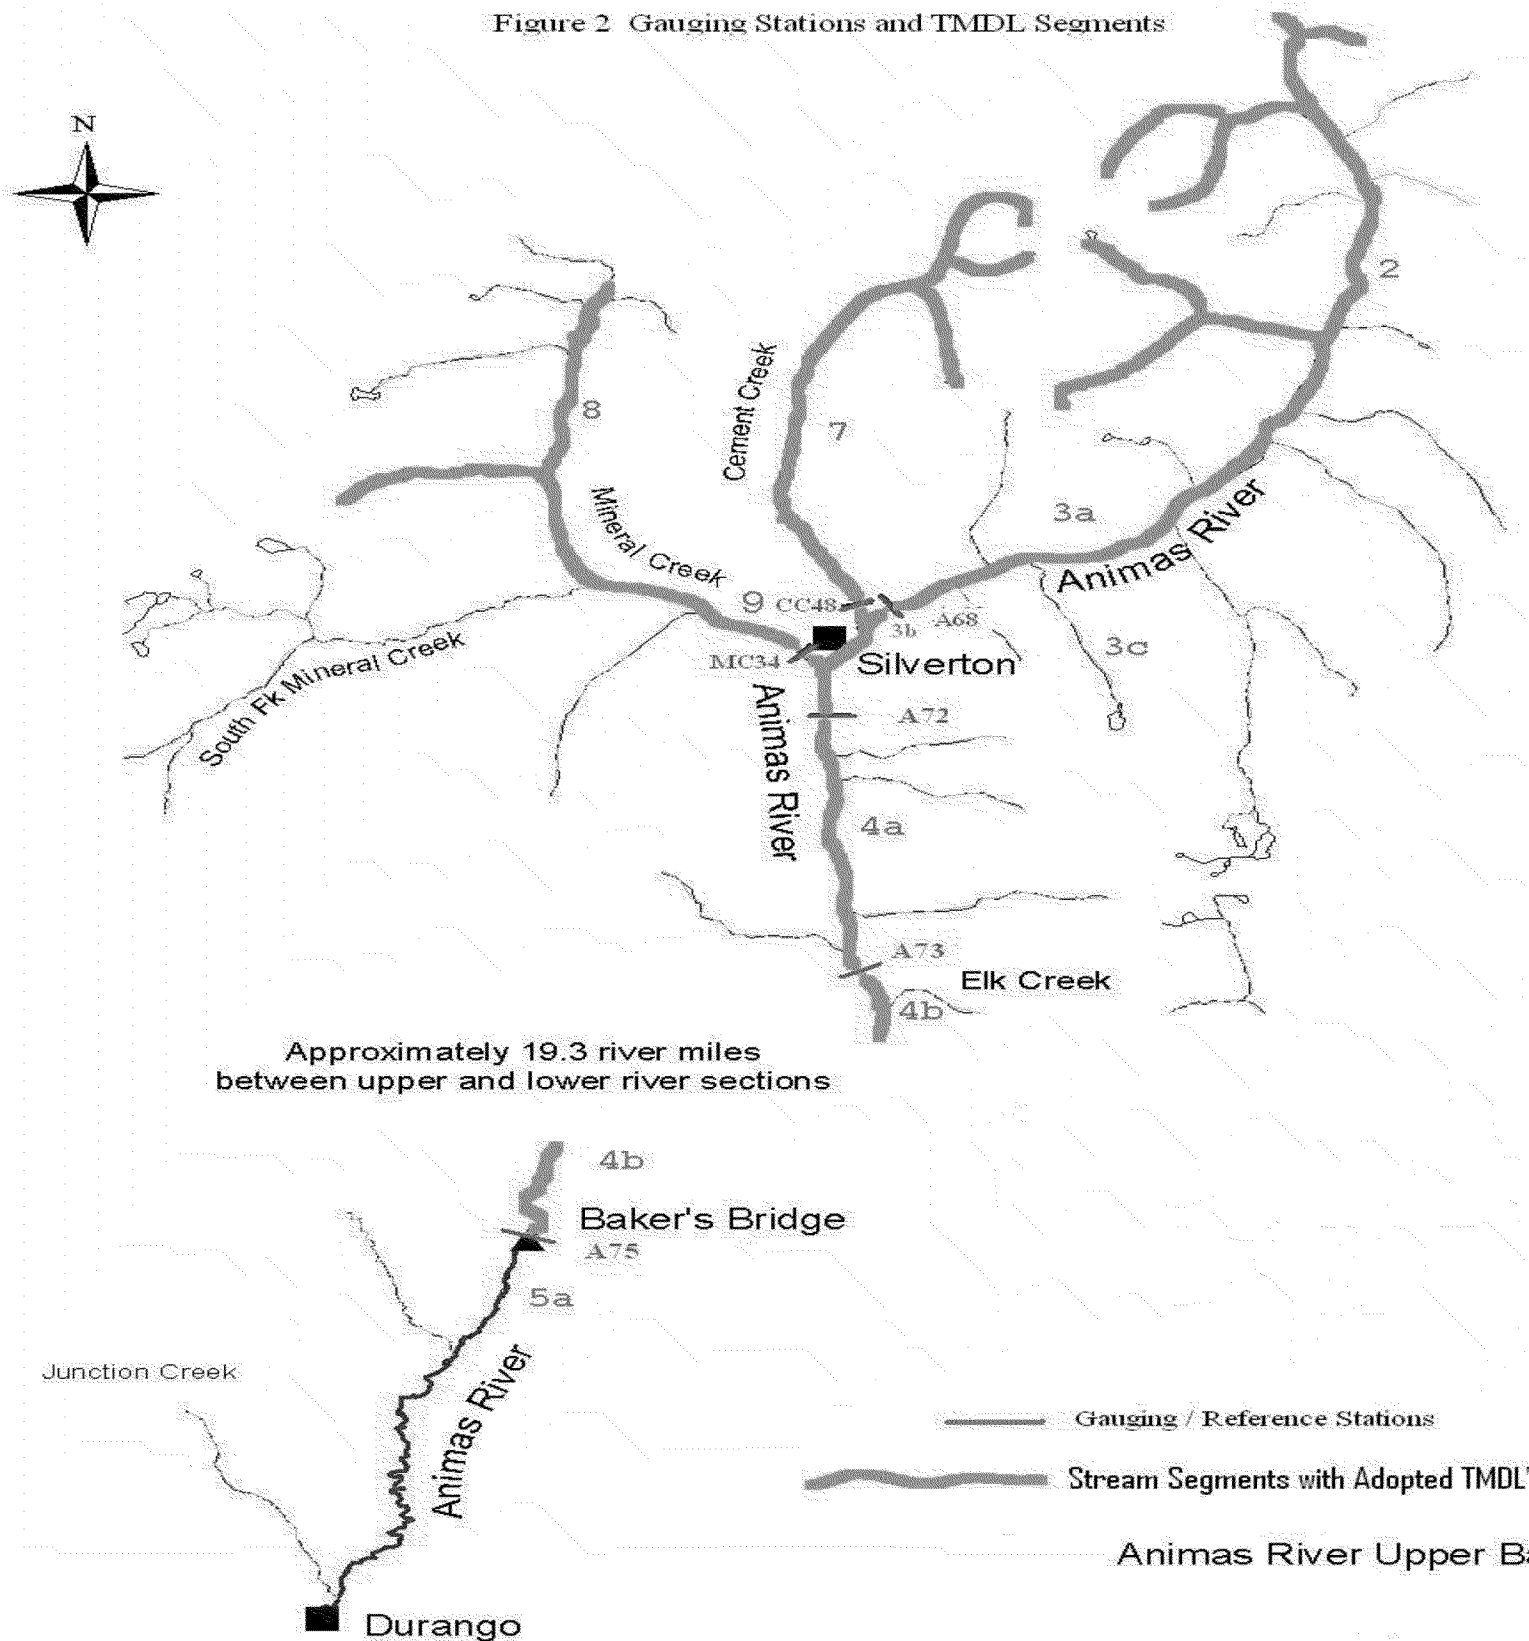 Figure 2 Gauging Stations and TMDL Segments
N
2
8
Cement Creek
7
Mineral Creek
3a
Animas River
9
CC48
3b
A68
3c
MC34
Silverton
South Fk Mineral Creek
Animas River
A72
4a
A73
Elk Creek
4b
Approximately 19.3 river miles
between upper and lower river sections
4b
Baker's Bridge
A75
5a
Junction Creek
Animas River
Gauging / Reference Stations
Stream Segments with Adopted TMDL'
Animas River Upper Ba
Durango